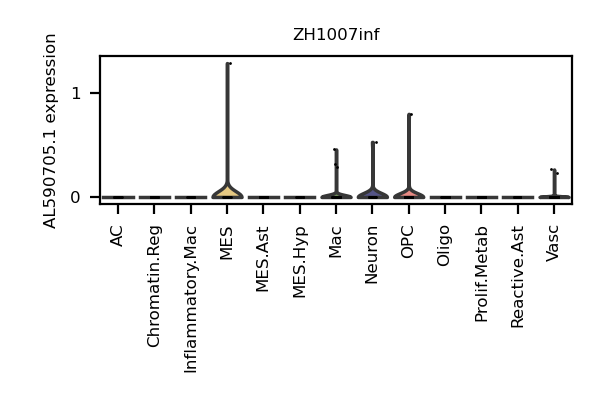 ZH1007inf
AL590705.1 expression
1
0
AC
Chromatin.Reg
Inflammatory.Mac
MES
MES.Ast
MES.Hyp
Mac
Neuron
OPC
Oligo
Prolif.Metab
Reactive.Ast
Vasc